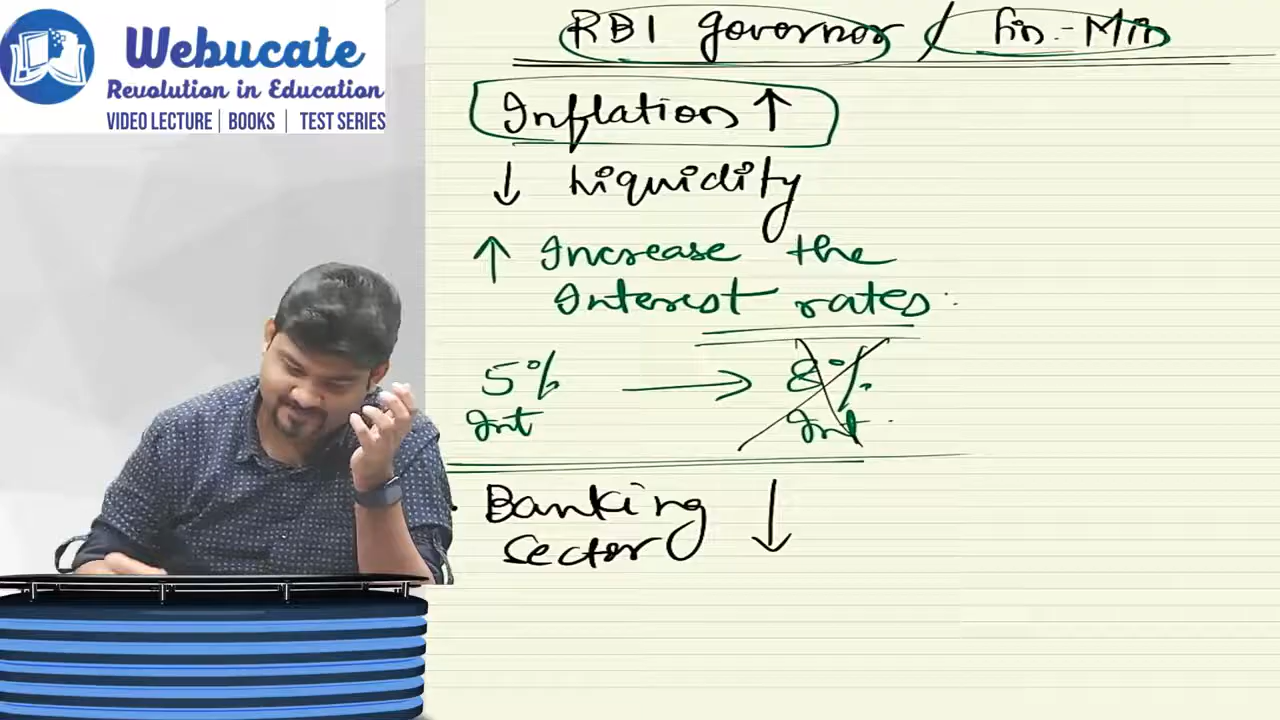 Webucate
Revolution in Education
VIDEO LECTURE | BOOKS | TEST SERIES
RBI governor / Fin.-Min
Inflation ↑
↓ Liquidity
↑ Increase the
Interest rates
5% → 8%
Int Int
Banking ↓
Sector